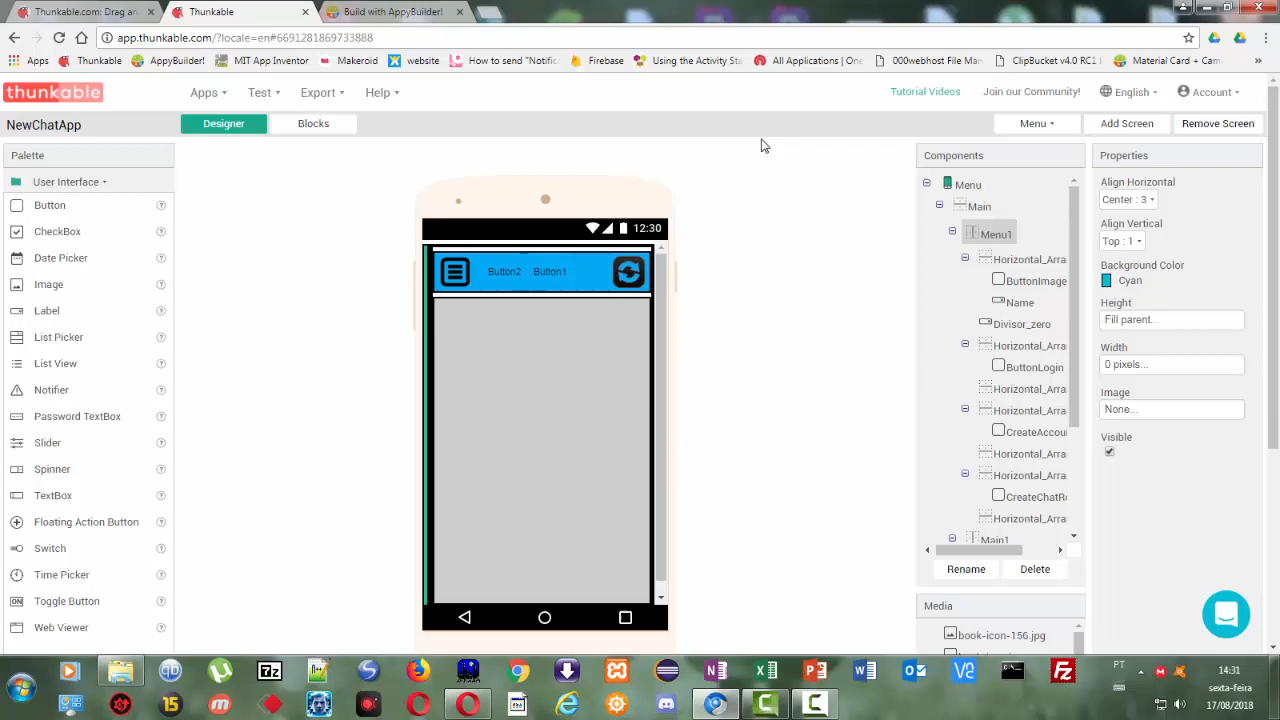 Thunkable.com: Drag an
Thunkable
Build with AppyBuilder!
app.thunkable.com/?locale=en#6691281869733888
Apps
Thunkable
AppyBuilder!
MIT App Inventor
Makeroid
website
How to send "Notific
Firebase
Using the Activity Sta
All Applications | One
000webhost File Man
ClipBucket v4.0 RC1 |
Material Card + Cam
»
thunkable
Apps
Test
Export
Help
Tutorial Videos
Join our Community!
English
Account
NewChatApp
Designer
Blocks
Menu
Add Screen
Remove Screen
Palette
User Interface
Button
CheckBox
Date Picker
Image
Label
List Picker
List View
Notifier
Password TextBox
Slider
Spinner
TextBox
Floating Action Button
Switch
Time Picker
Toggle Button
Web Viewer
12:30
Button2
Button1
Components
Menu
Main
Menu1
Horizontal_Arra
ButtonImage
Name
Divisor_zero
Horizontal_Arra
ButtonLogin
Horizontal_Arra
Horizontal_Arra
CreateAccou
Horizontal_Arra
Horizontal_Arra
CreateChatRo
Horizontal_Arra
Main1
Rename
Delete
Media
book-icon-156.jpg
Properties
Align Horizontal
Center : 3
Align Vertical
Top : 1
Background Color
Cyan
Height
Fill parent...
Width
0 pixels...
Image
None...
Visible
PT
14:31
sexta-feira
17/08/2018